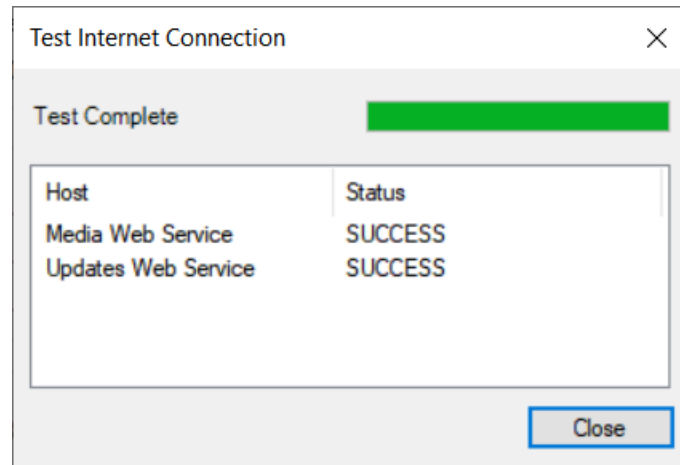 Test Internet Connection
Test Complete
Host Status
Media Web Service SUCCESS
Updates Web Service SUCCESS
Close